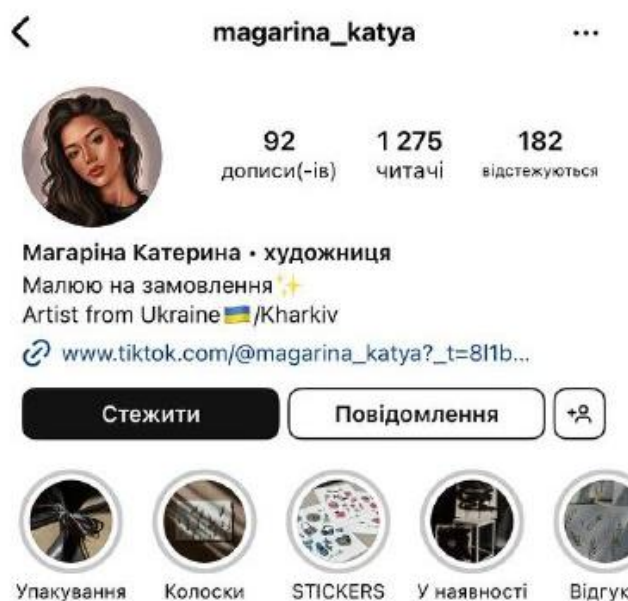 magarina_katya
92 1 275 182
дописи(-ів) читачі відстежуються
Магаріна Катерина • художниця
Малюю на замовлення✨
Artist from Ukraine🇺🇦/Kharkiv
www.tiktok.com/@magarina_katya?_t=8l1b...
Стежити Повідомлення
Упакування Колоски STICKERS У наявності Відгук